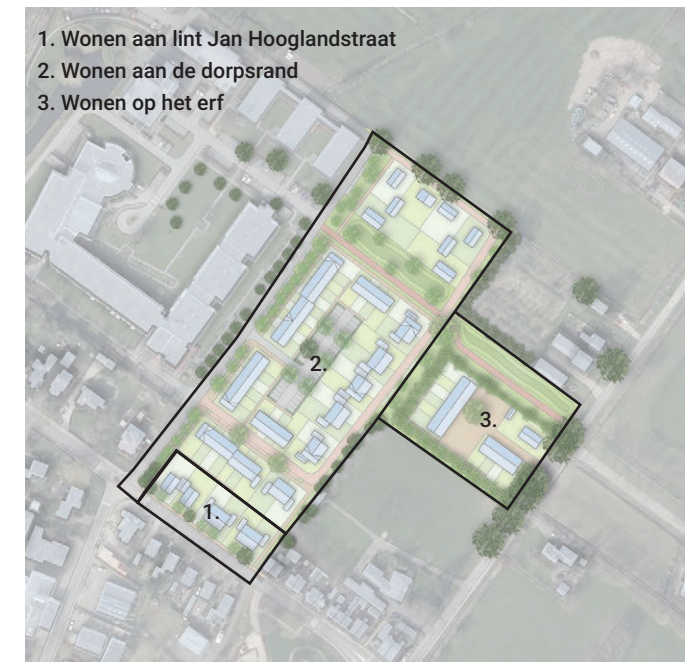 1. Wonen aan lint Jan Hooglandstraat
2. Wonen aan de dorpsrand
3. Wonen op het erf
2.
3.
1.